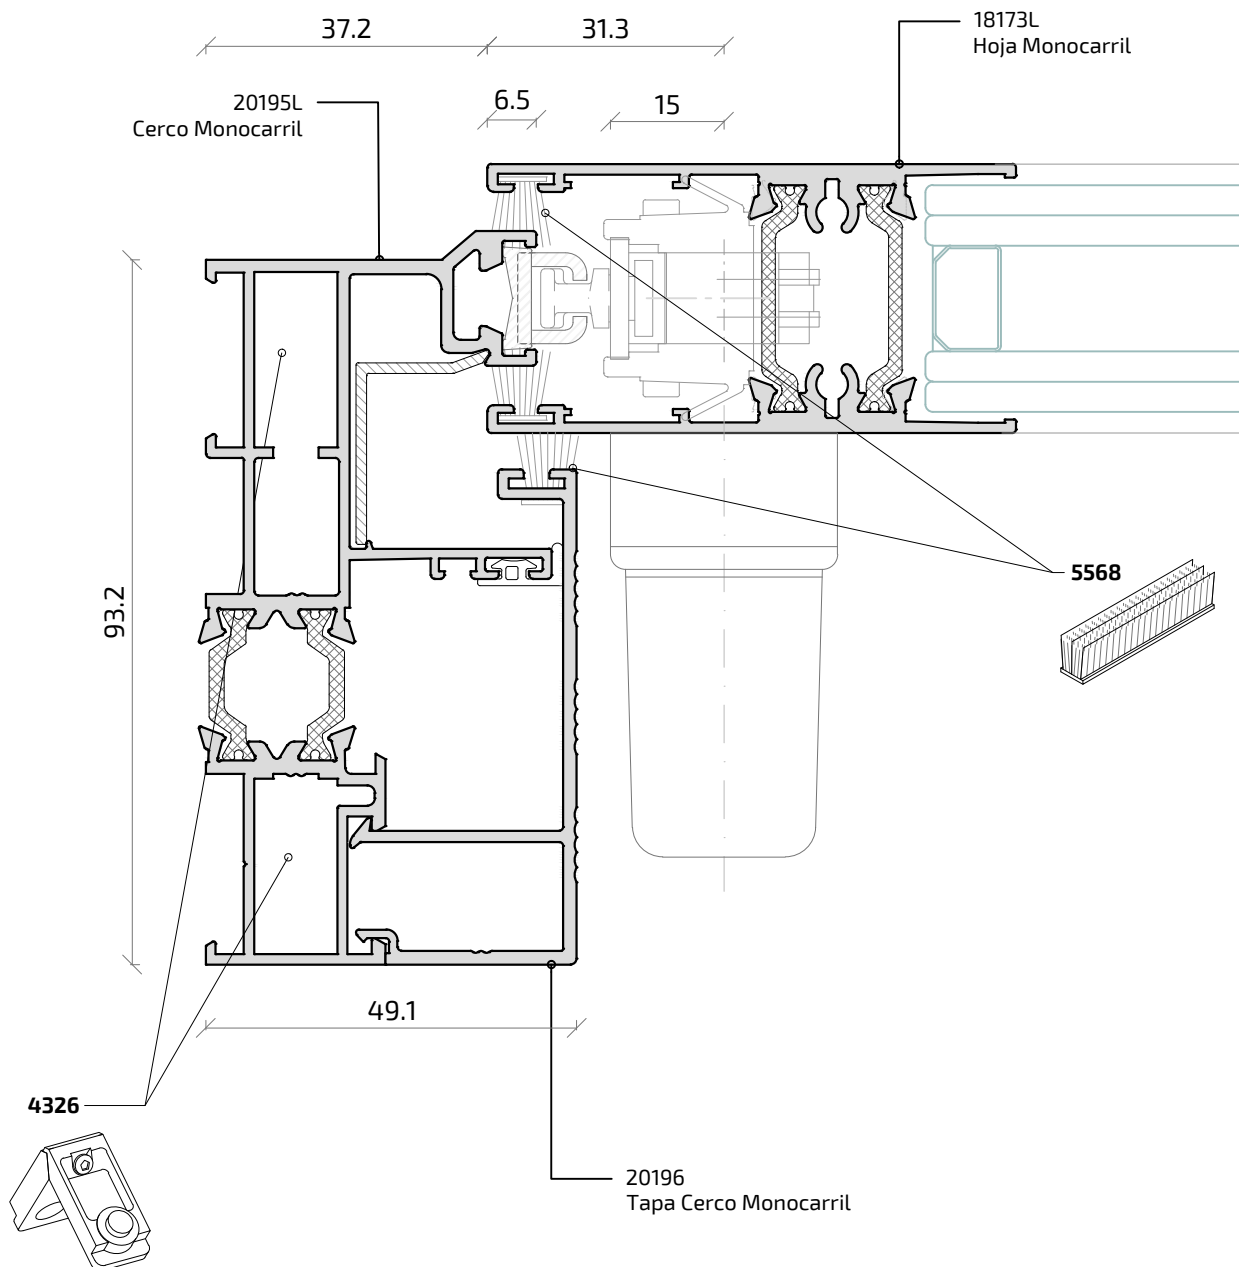 37.2
31.3
18173L
Hoja Monocarril
20195L
Cerco Monocarril
6.5
15
93.2
5568
49.1
4326
20196
Tapa Cerco Monocarril